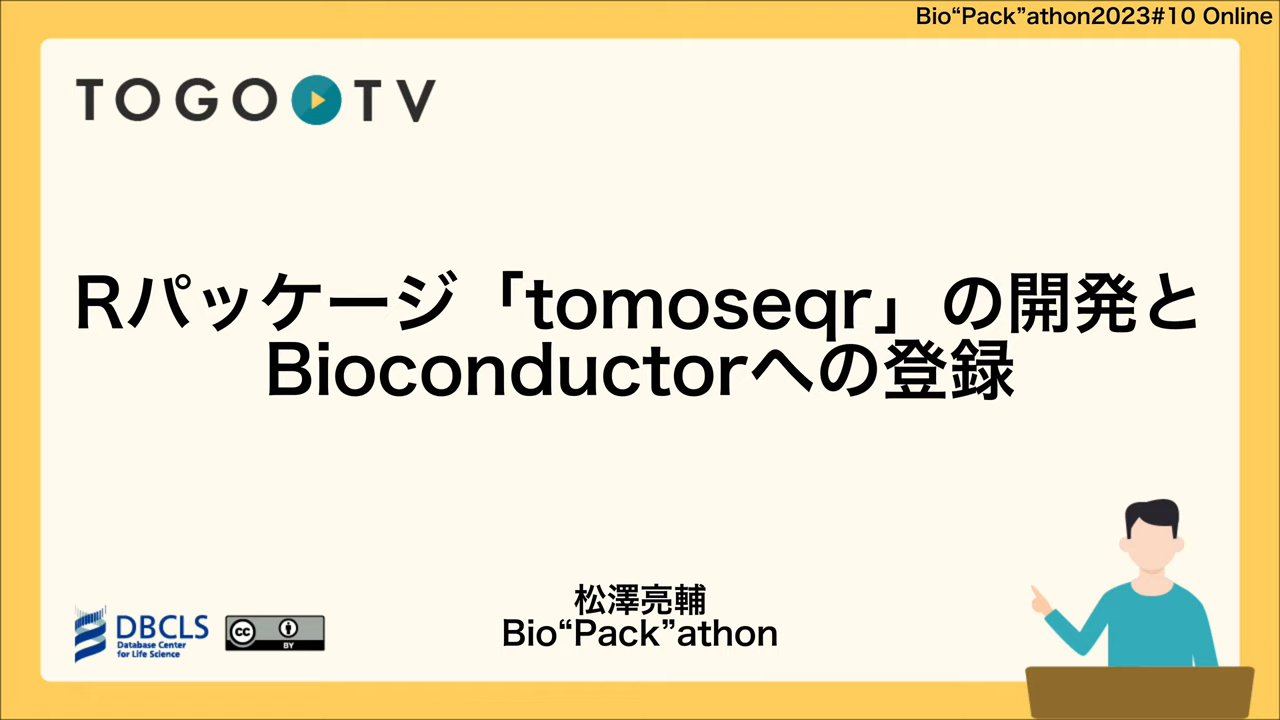 Bio“Pack”athon2023#10 Online
TOGO TV
Rパッケージ「tomoseqr」の開発と
Bioconductorへの登録
松澤亮輔
Bio“Pack”athon
DBCLS
Database Center
for Life Science
cc
BY